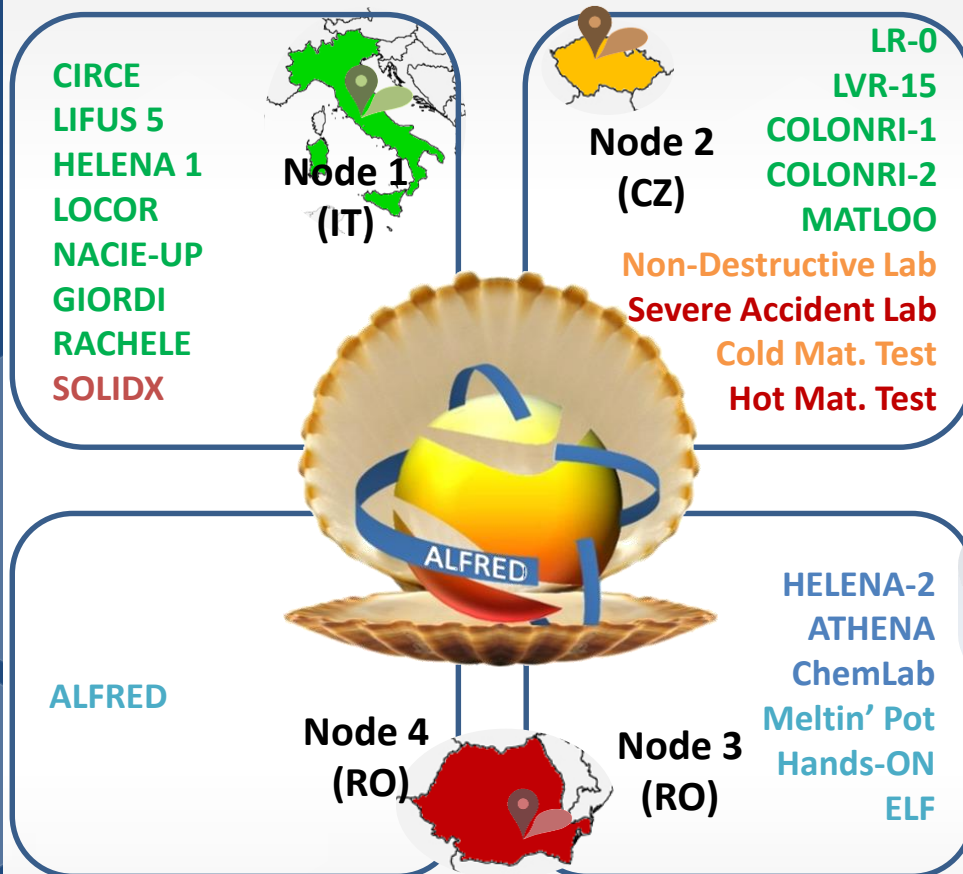 CIRCE
LIFUS 5
HELENA 1
LOCOR
NACIE-UP
GIORDI
RACHELE
SOLIDX
Node 1
(IT)
Node 2
(CZ)
LR-0
LVR-15
COLONRI-1
COLONRI-2
MATLOO
Non-Destructive Lab
Severe Accident Lab
Cold Mat. Test
Hot Mat. Test
ALFRED
ALFRED
Node 4
(RO)
Node 3
(RO)
HELENA-2
ATHENA
ChemLab
Meltin' Pot
Hands-ON
ELF